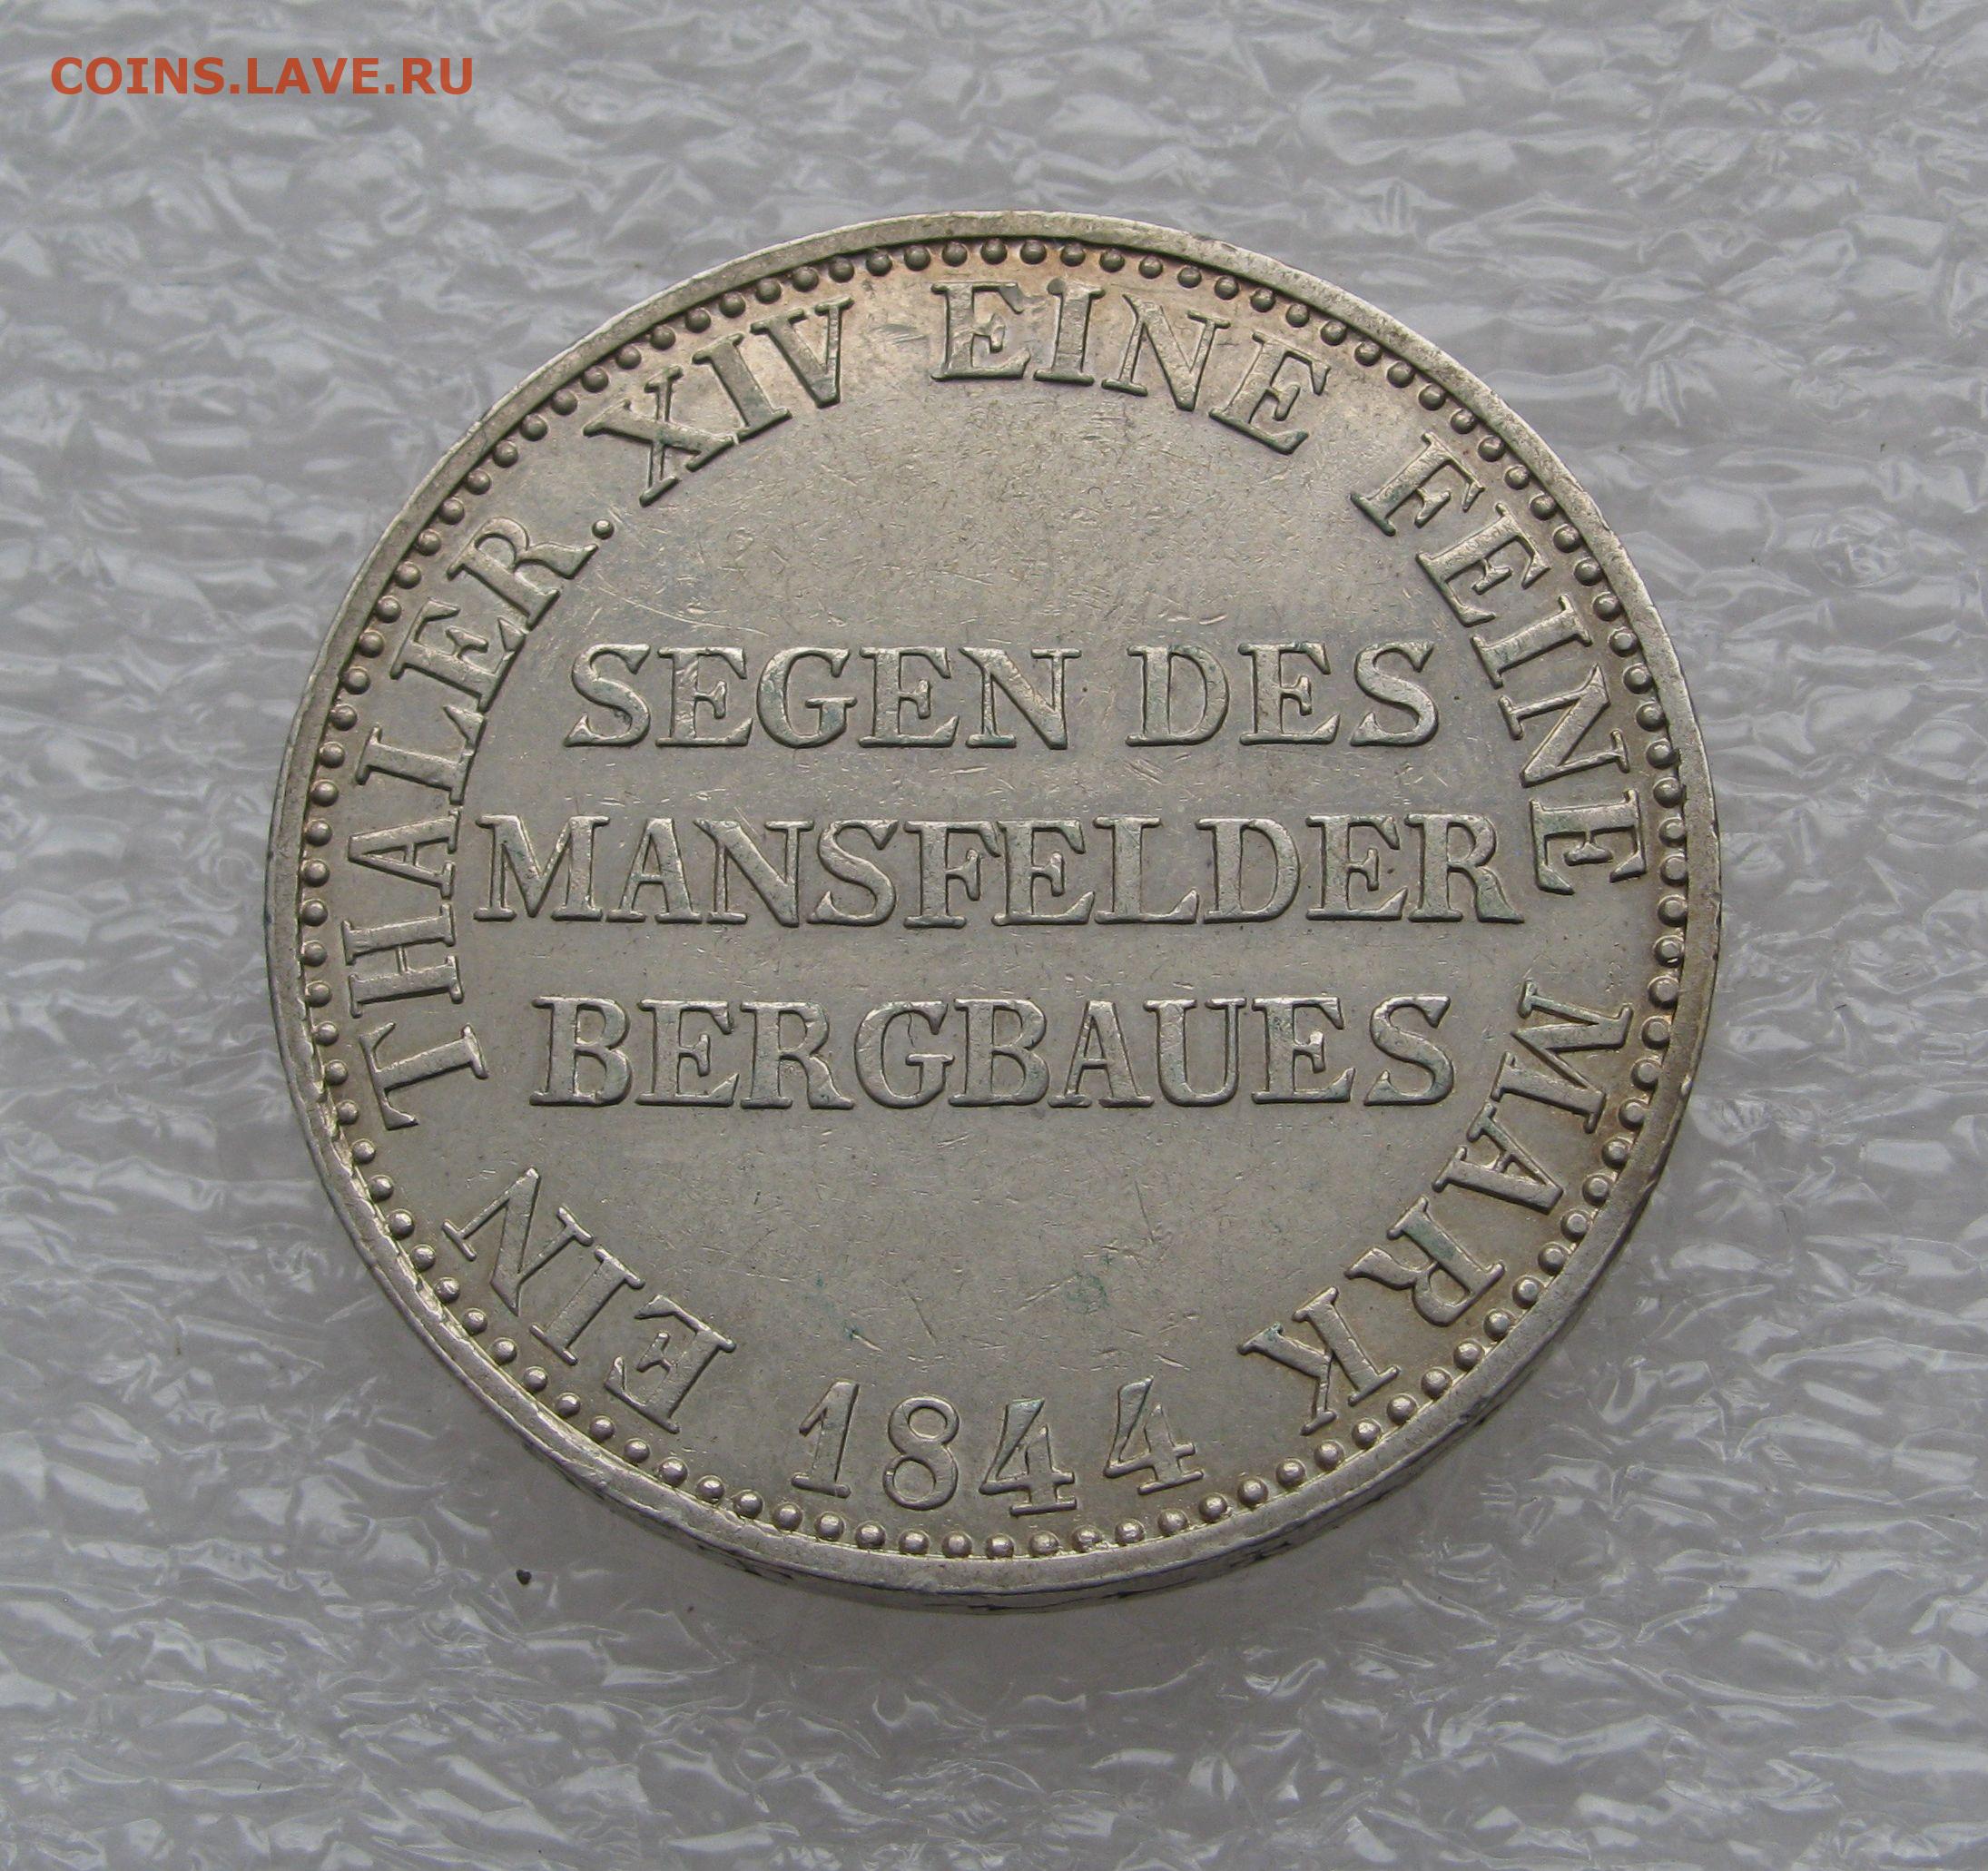 COINS.LAVE.RU
EIN THALER. XIV EINE FEINE MARK
SEGEN DES
MANSFELDER
BERGBAUES
1844